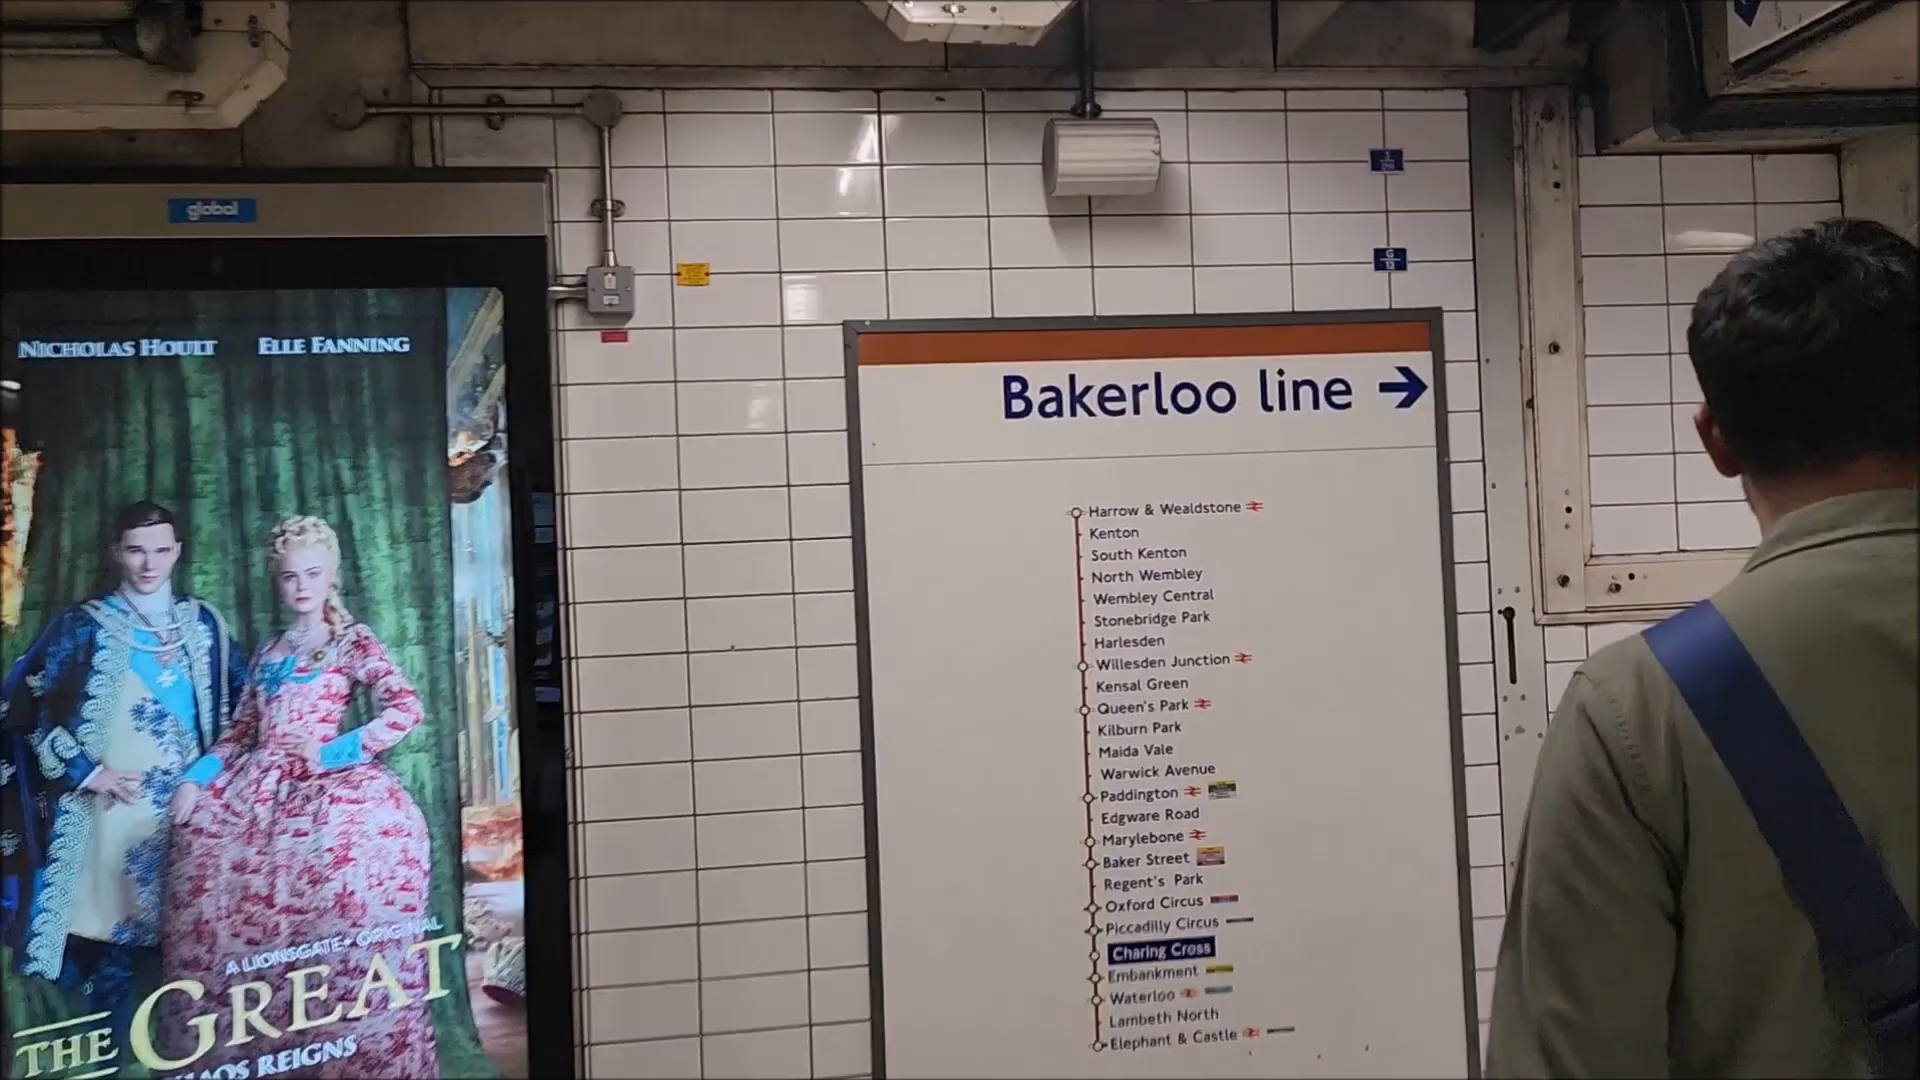 global
NICHOLAS HOULT ELLE FANNING
A LIONSGATE+ ORIGINAL
THE GREAT
CHAOS REIGNS
Bakerloo line →
Harrow & Wealdstone
Kenton
South Kenton
North Wembley
Wembley Central
Stonebridge Park
Harlesden
Willesden Junction
Kensal Green
Queen's Park
Kilburn Park
Maida Vale
Warwick Avenue
Paddington
Edgware Road
Marylebone
Baker Street
Regent's Park
Oxford Circus
Piccadilly Circus
Charing Cross
Embankment
Waterloo
Lambeth North
Elephant & Castle